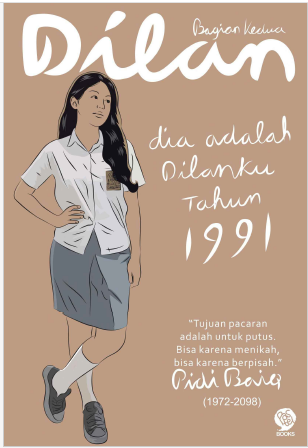 Bagian Kedua
Dilan
dia adalah
Dilanku
Tahun
1991
“Tujuan pacaran
adalah untuk putus.
Bisa karena menikah,
bisa karena berpisah.”
Pidi Baiq
(1972-2098)
BOOKS